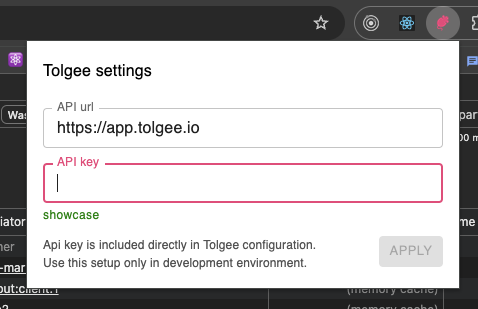 Was
Tolgee settings
API url
https://app.tolgee.io
par
00 m
API key
showcase
iator
me
Api key is included directly in Tolgee configuration.
Use this setup only in development environment.
APPLY
ner
-mar
out:client:1
(memory cache)
(memory cache)